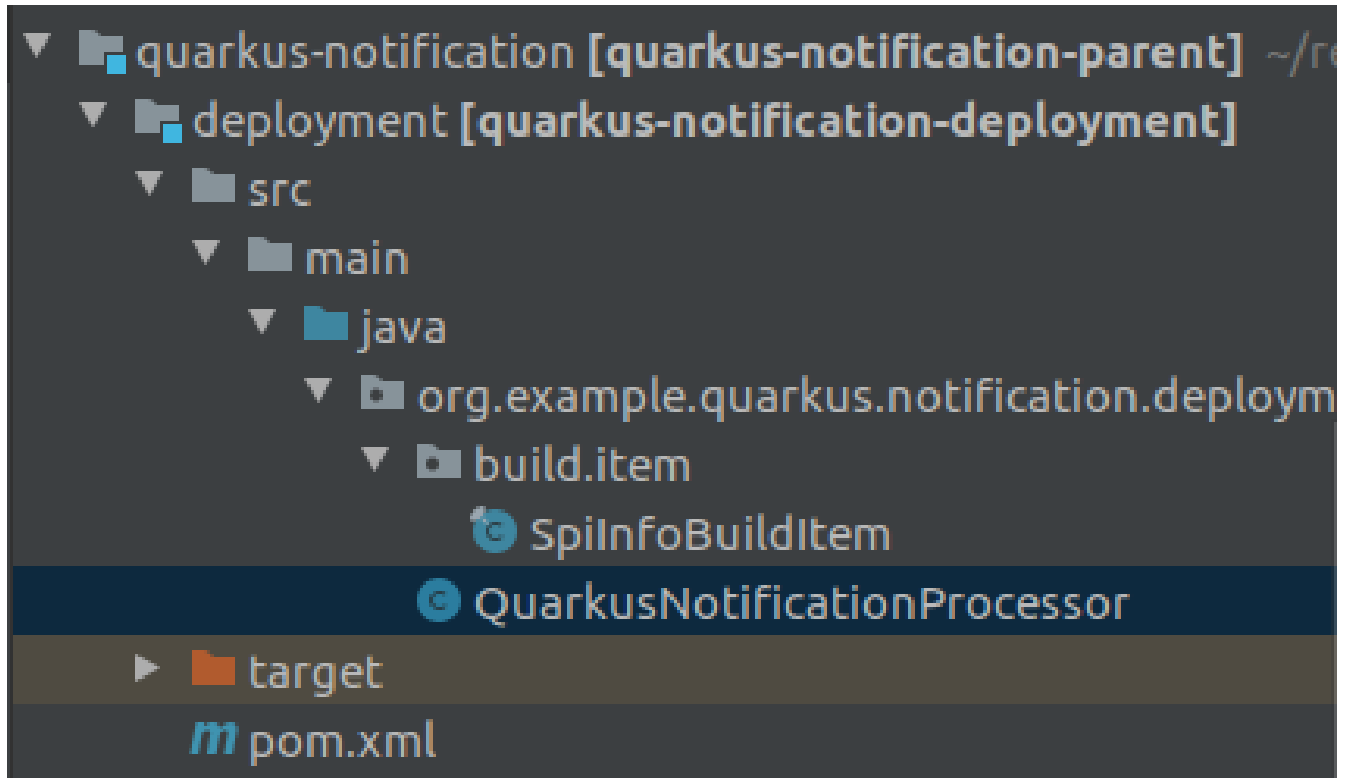 quarkus-notification [quarkus-notification-parent] ~/re
deployment [quarkus-notification-deployment]
src
main
java
org.example.quarkus.notification.deploym
build.item
SpiInfoBuildItem
QuarkusNotificationProcessor
target
pom.xml